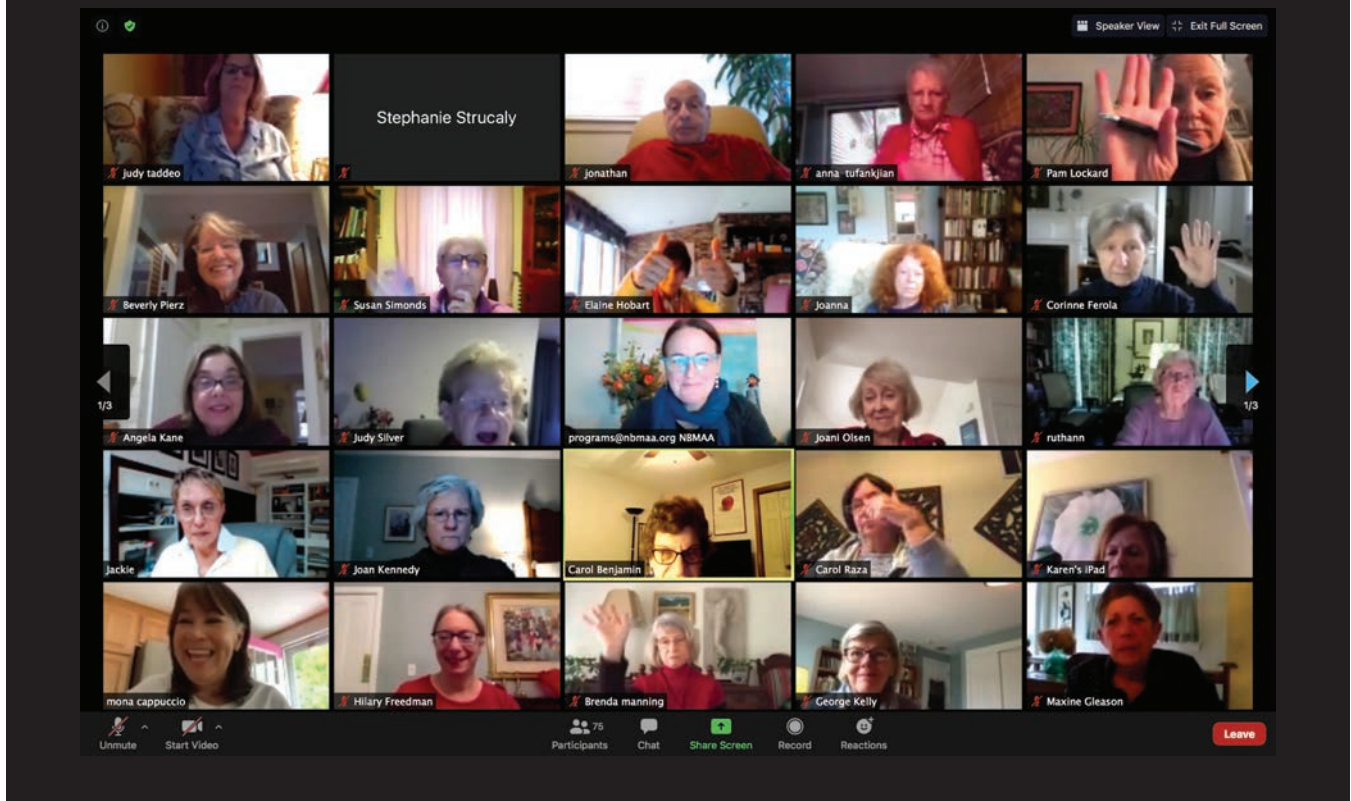 Speaker View
Exit Full Screen
judy taddeo
Stephanie Strucaly
jonathan
anna tufankjian
Pam Lockard
Beverly Pierz
Susan Simonds
Elaine Hobart
Joanna
Corinne Ferola
1/3
1/3
Angela Kane
Judy Silver
programs@nbmaa.org NBMAA
Joani Olsen
ruthann
Jackie
Joan Kennedy
Carol Benjamin
Carol Raza
Karen's iPad
mona cappuccio
Hilary Freedman
Brenda manning
George Kelly
Maxine Gleason
Unmute
Start Video
75
Participants
Chat
Share Screen
Record
Reactions
Leave